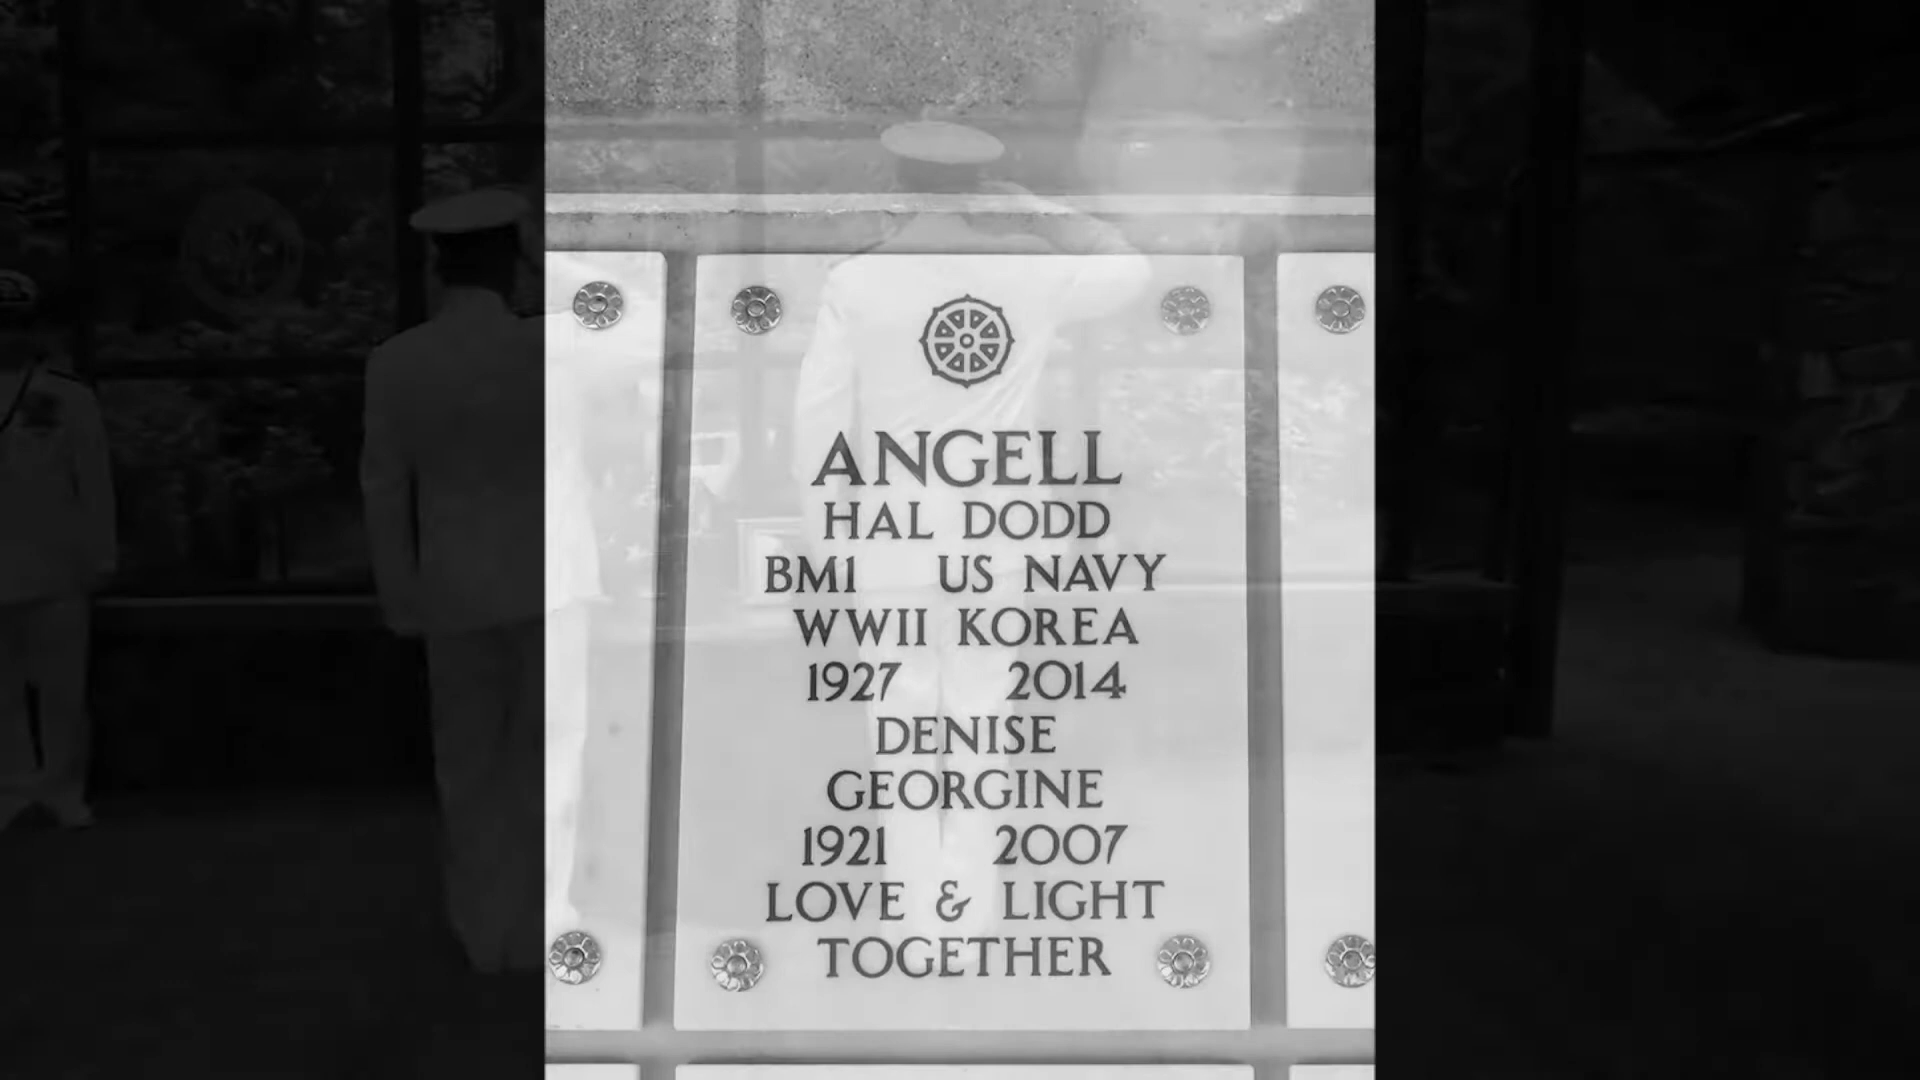 ANGELL
HAL DODD
BM1 US NAVY
WWII KOREA
1927 2014
DENISE
GEORGINE
1921 2007
LOVE & LIGHT
TOGETHER